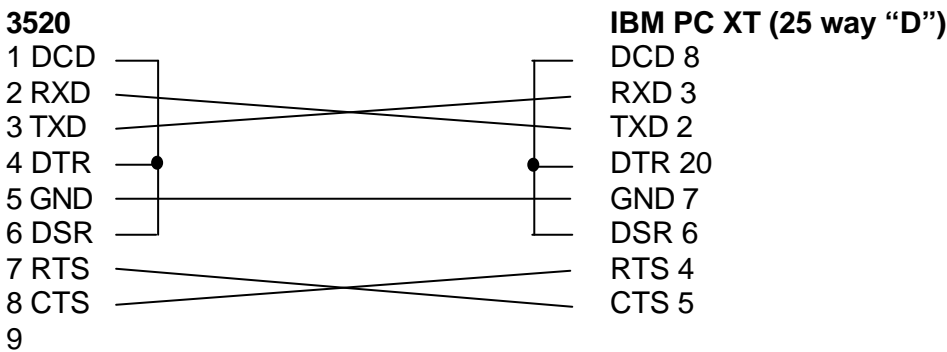 3520 IBM PC XT (25 way “D”)
1 DCD DCD 8
2 RXD RXD 3
3 TXD TXD 2
4 DTR DTR 20
5 GND GND 7
6 DSR DSR 6
7 RTS RTS 4
8 CTS CTS 5
9